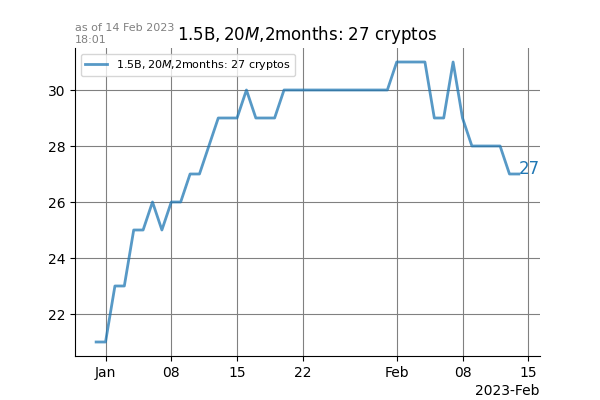 as of 14 Feb 2023
18:01
1.5B, 20M,2months: 27 cryptos
1.5B, 20M,2months: 27 cryptos
30
28
26
24
22
27
Jan
08
15
22
Feb
08
15
2023-Feb